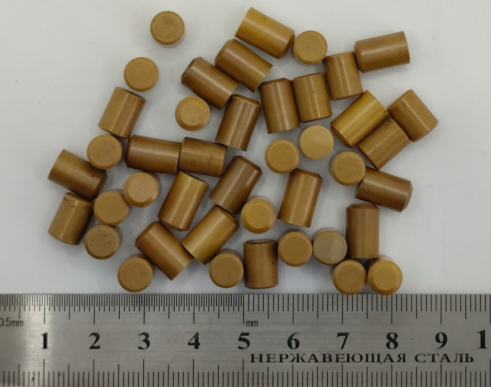 0.5mm 1 2 3 4 5 mm 6 7 8 9 1
НЕРЖАВЕЮЩАЯ СТАЛЬ